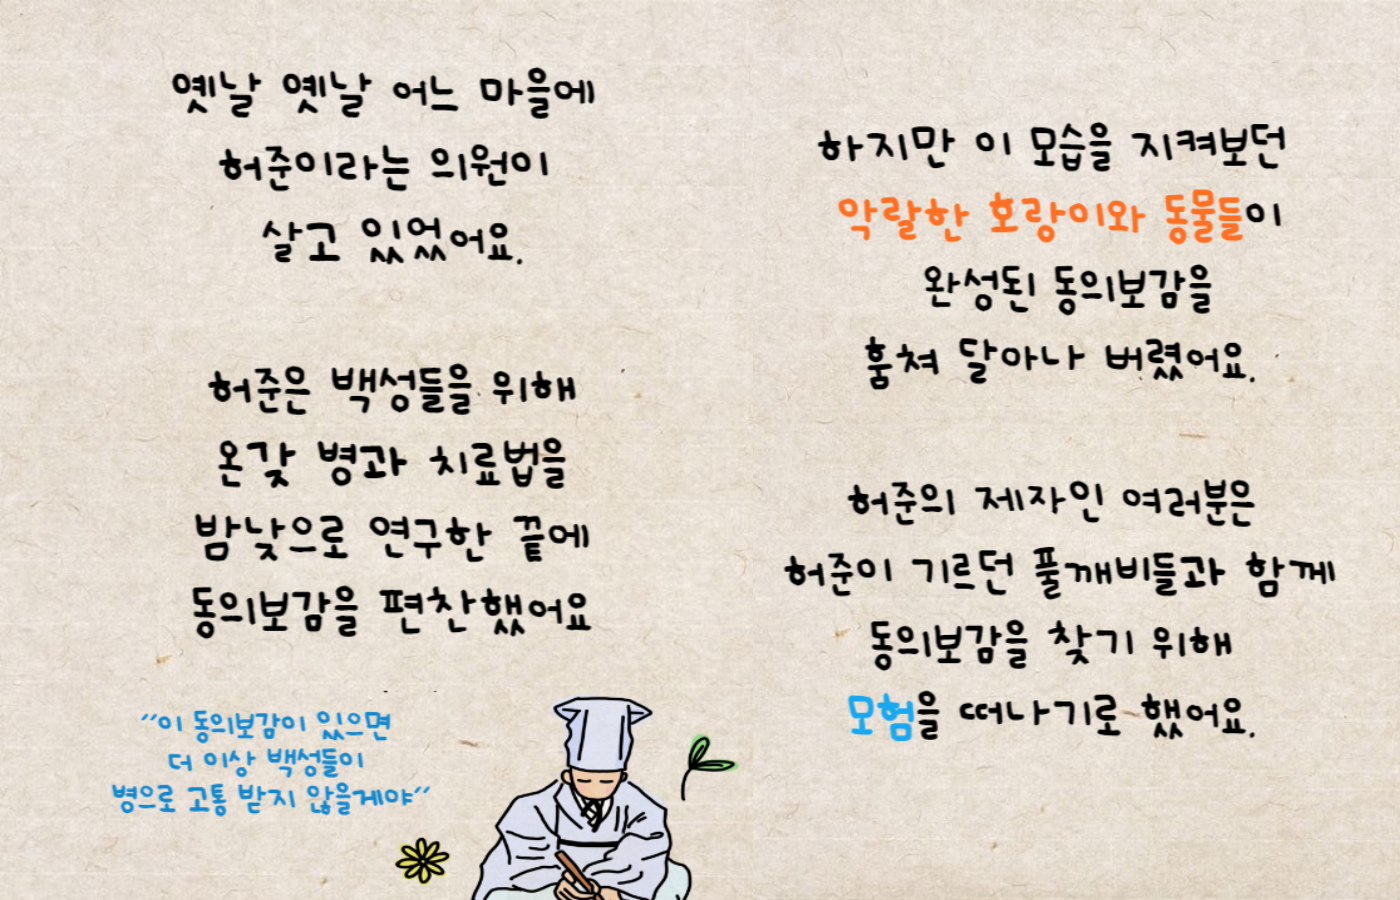 옛날 옛날 어느 마을에
허준이라는 의원이
살고 있었어요.
허준은 백성들을 위해
온갖 병과 치료법을
밤낮으로 연구한 끝에
동의보감을 편찬했어요
“이 동의보감이 있으면
더 이상 백성들이
병으로 고통 받지 않을게야”
하지만 이 모습을 지켜보던
악랄한 호랑이와 동물들이
완성된 동의보감을
훔쳐 달아나 버렸어요.
허준의 제자인 여러분은
허준이 기르던 풀깨비들과 함께
동의보감을 찾기 위해
모험을 떠나기로 했어요.